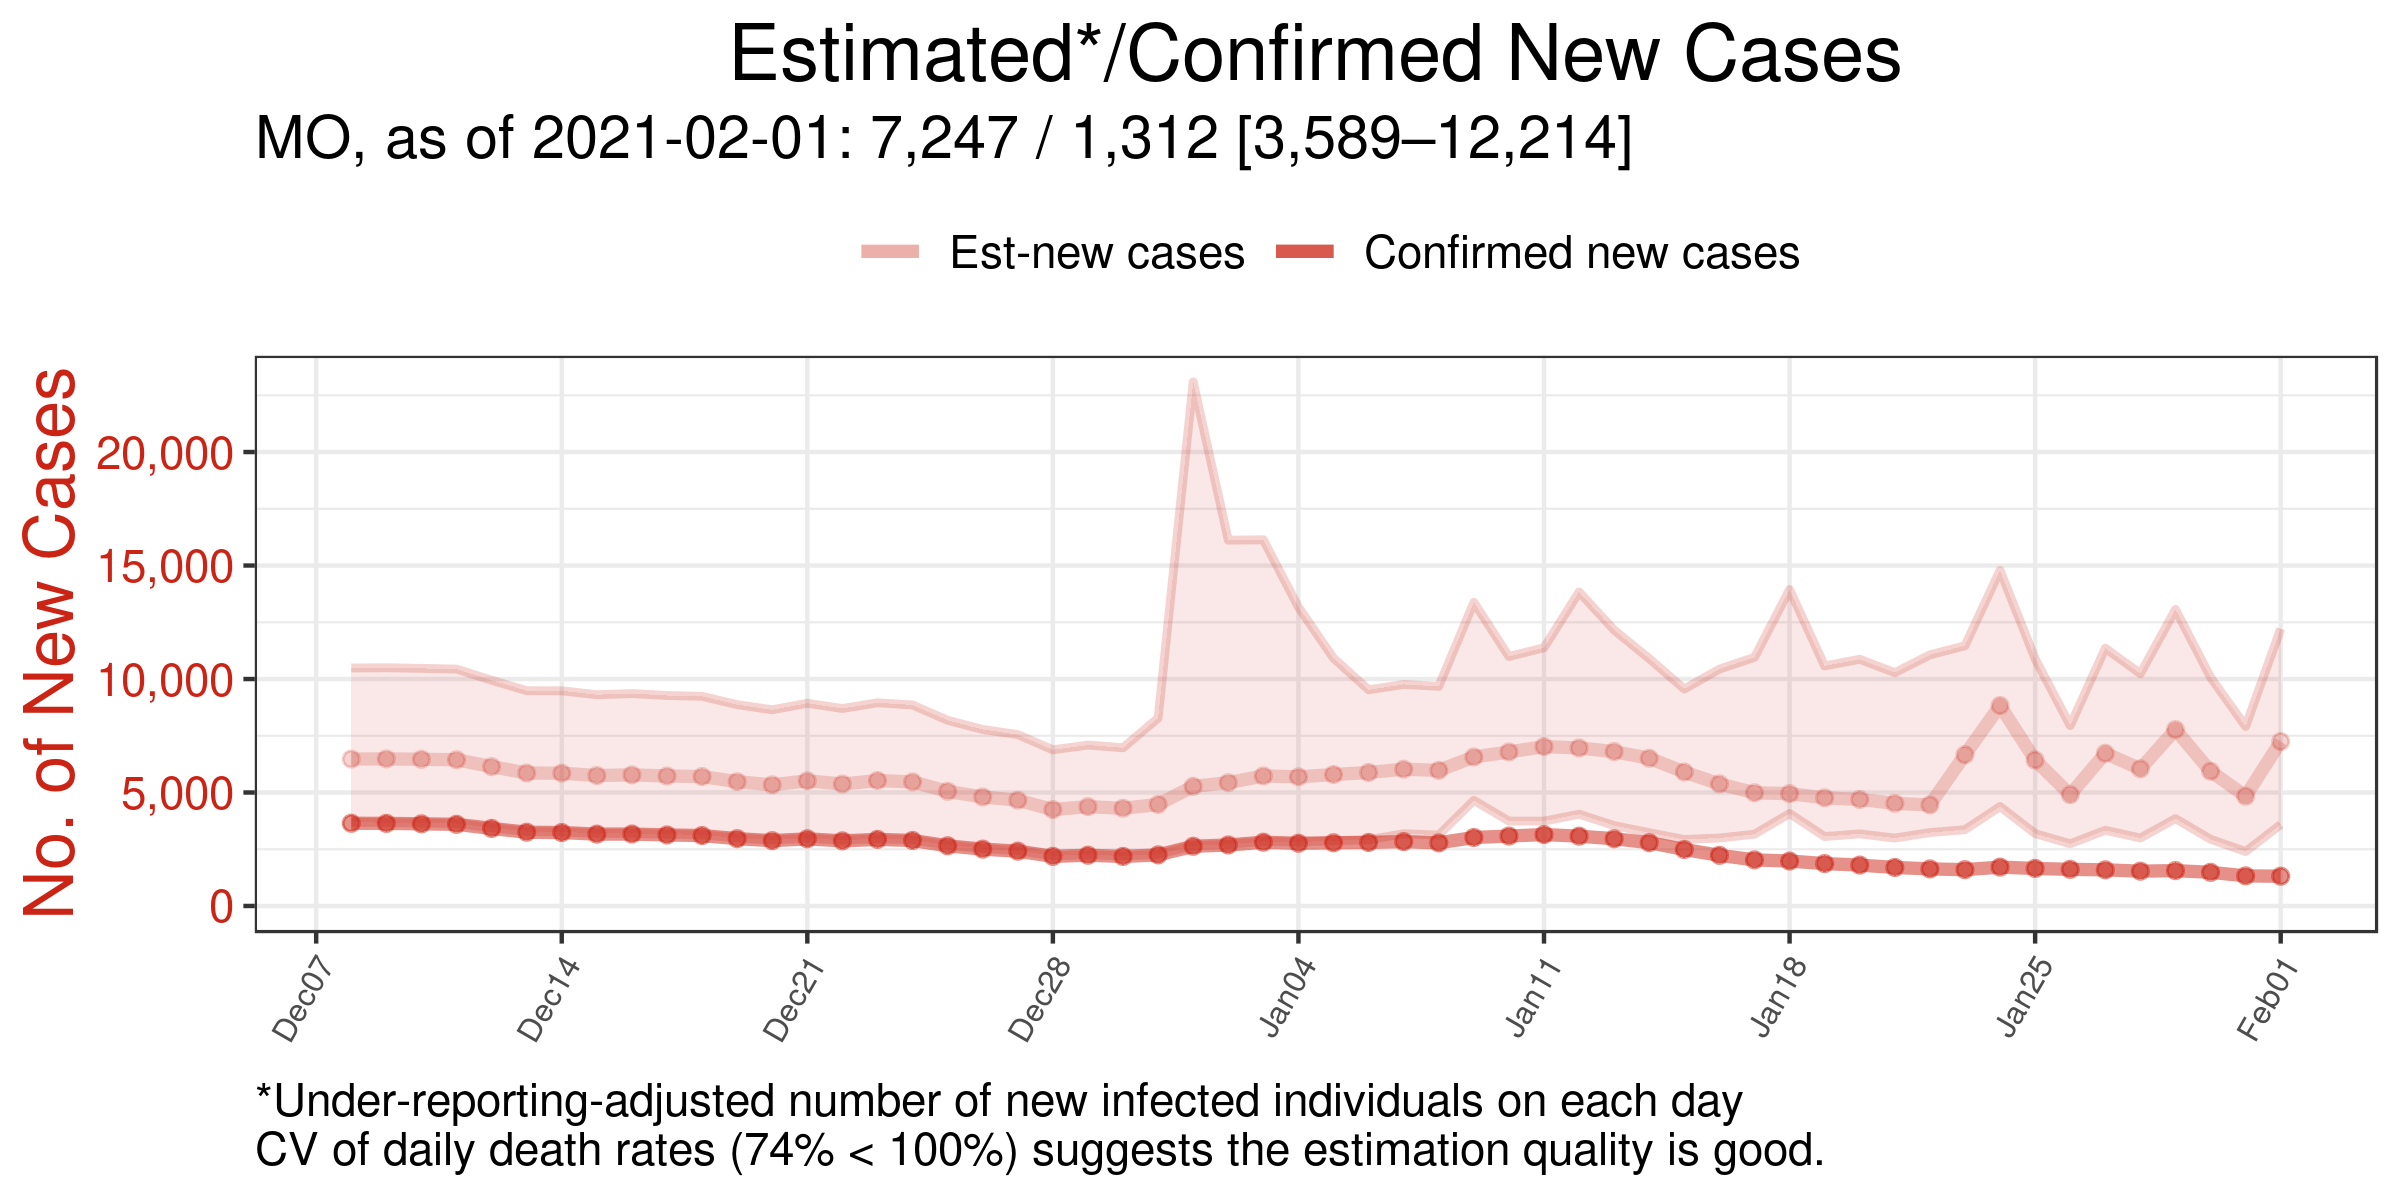 Estimated*/Confirmed New Cases
MO, as of 2021-02-01: 7,247 / 1,312 [3,589–12,214]
Est-new cases
Confirmed new cases
No. of New Cases
20,000
15,000
10,000
5,000
0
Dec07
Dec14
Dec21
Dec28
Jan04
Jan11
Jan18
Jan25
Feb01
*Under-reporting-adjusted number of new infected individuals on each day
CV of daily death rates (74% < 100%) suggests the estimation quality is good.